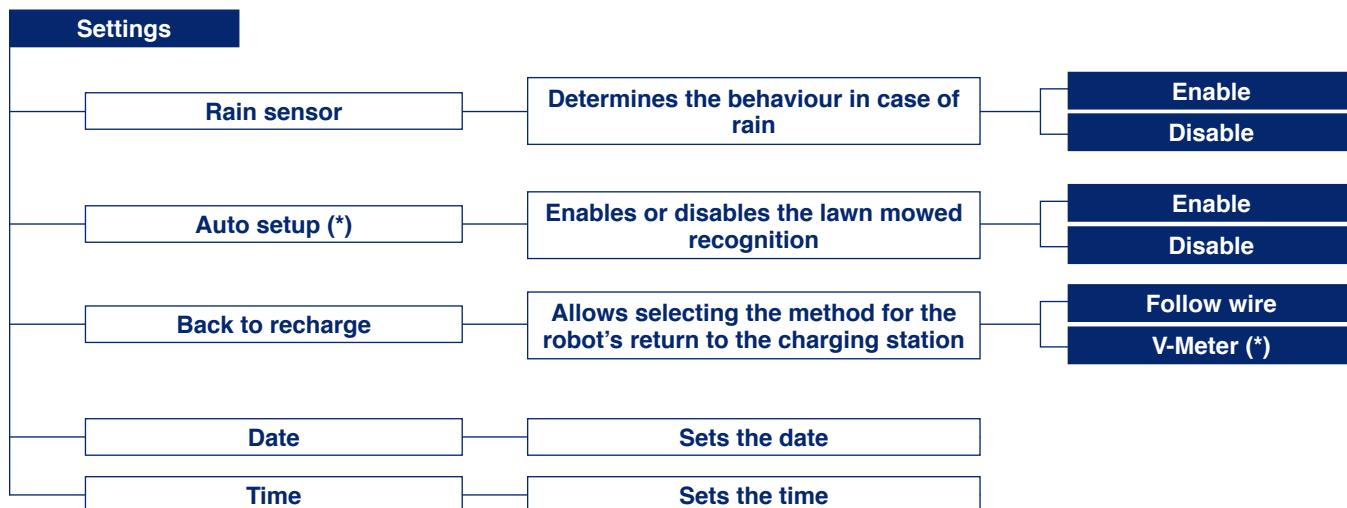 Settings
Rain sensor
Determines the behaviour in case of
rain
Enable
Disable
Auto setup (*)
Enables or disables the lawn mowed
recognition
Enable
Disable
Back to recharge
Allows selecting the method for the
robot's return to the charging station
Follow wire
V-Meter (*)
Date
Sets the date
Time
Sets the time